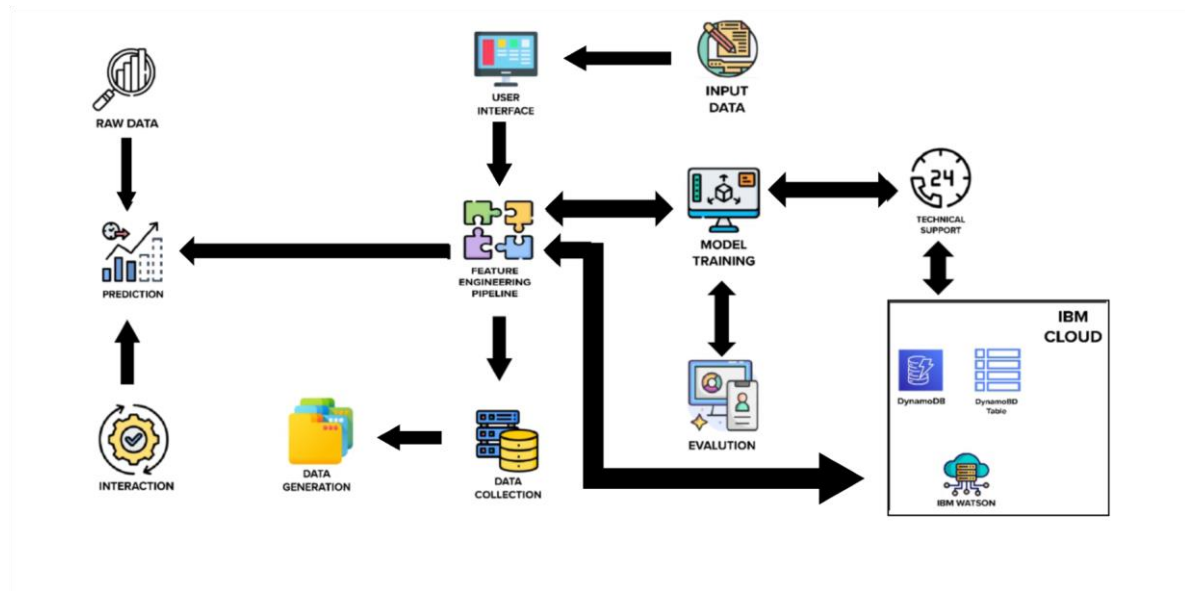 INPUT
DATA
USER
INTERFACE
RAW DATA
24
TECHNICAL
SUPPORT
MODEL
TRAINING
FEATURE
ENGINEERING
PIPELINE
PREDICTION
IBM
CLOUD
DynamoDB
DynamoBD
Table
EVALUTION
DATA
GENERATION
INTERACTION
DATA
COLLECTION
IBM WATSON